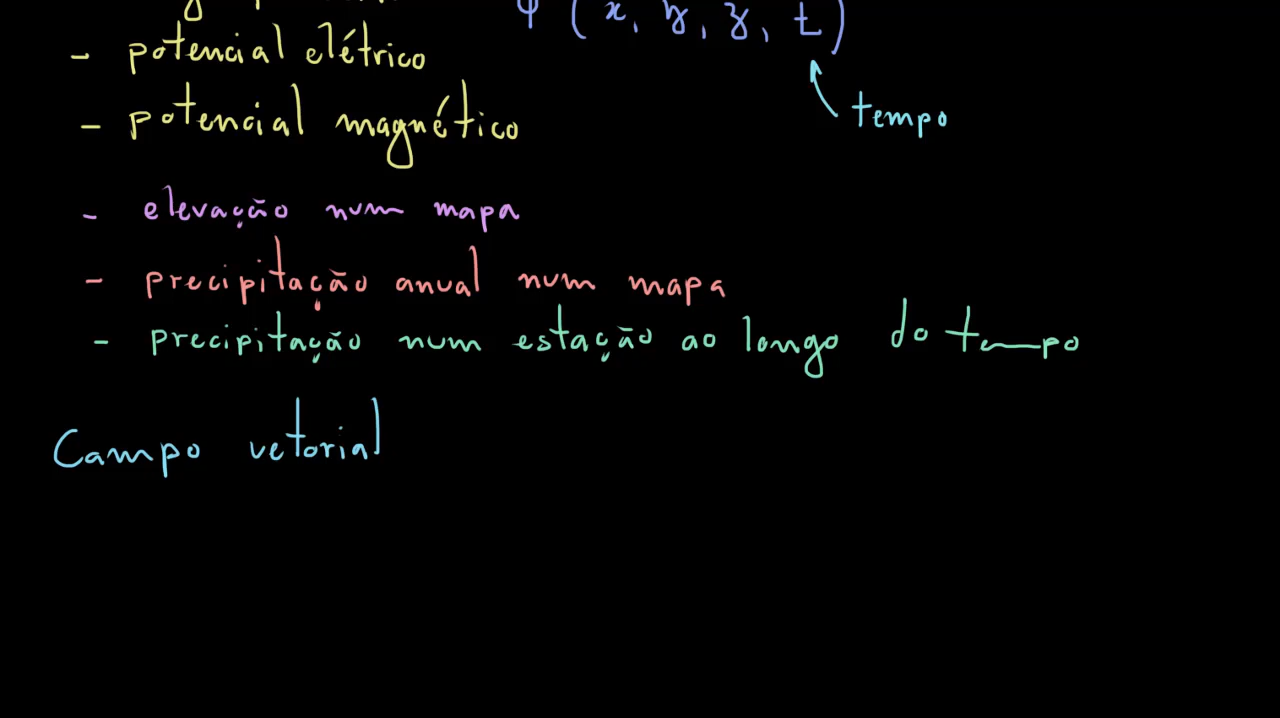 φ (x, y, z, t)
- potencial elétrico
- potencial magnético
tempo
- elevação num mapa
- precipitação anual num mapa
- precipitação num estação ao longo do tempo
Campo vetorial